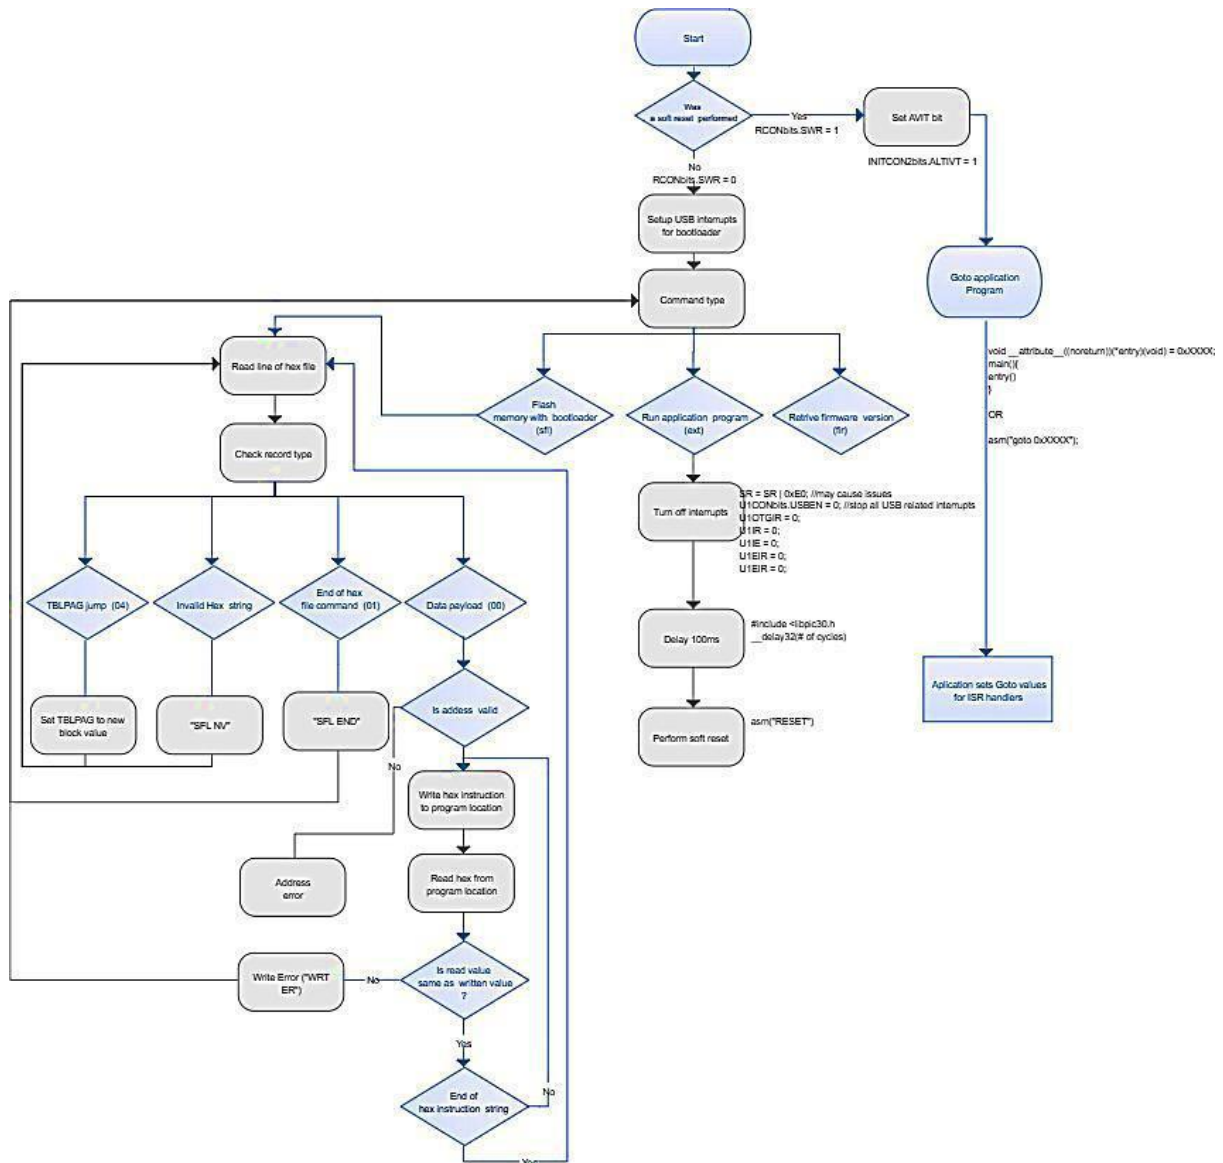 Start
Was
a soft reset performed
Yes
RCONbits.SWR = 1
Set AVIT bit
INITCON2bits.ALTIVT = 1
No
RCONbits.SWR = 0
Setup USB interrupts
for bootloader
Goto application
Program
Command type
void __attribute__((noreturn))(*entry)(void) = 0xXXXX;
main(){
entry()
}
OR
asm("goto 0xXXXX");
Read line of hex file
Flash
memory with bootloader
(sfl)
Run application program
(ext)
Retrive firmware version
(fir)
Check record type
Turn off interrupts
SR = SR | 0xE0; //may cause issues
U1CONbits.USBEN = 0; //stop all USB related interrupts
U1OTGIR = 0;
U1IR = 0;
U1IE = 0;
U1EIR = 0;
U1EIR = 0;
TBLPAG jump (04)
Invalid Hex string
End of hex
file command (01)
Data payload (00)
Delay 100ms
#include <libpic30.h
__delay32(# of cycles)
Set TBLPAG to new
block value
"SFL NV"
"SFL END"
Is addess valid
Aplication sets Goto values
for ISR handlers
Perform soft reset
asm("RESET")
No
Write hex instruction
to program location
Address
error
Read hex from
program location
Write Error ("WRT
ER")
No
Is read value
same as written value
?
Yes
End of
hex instruction string
No
Yes